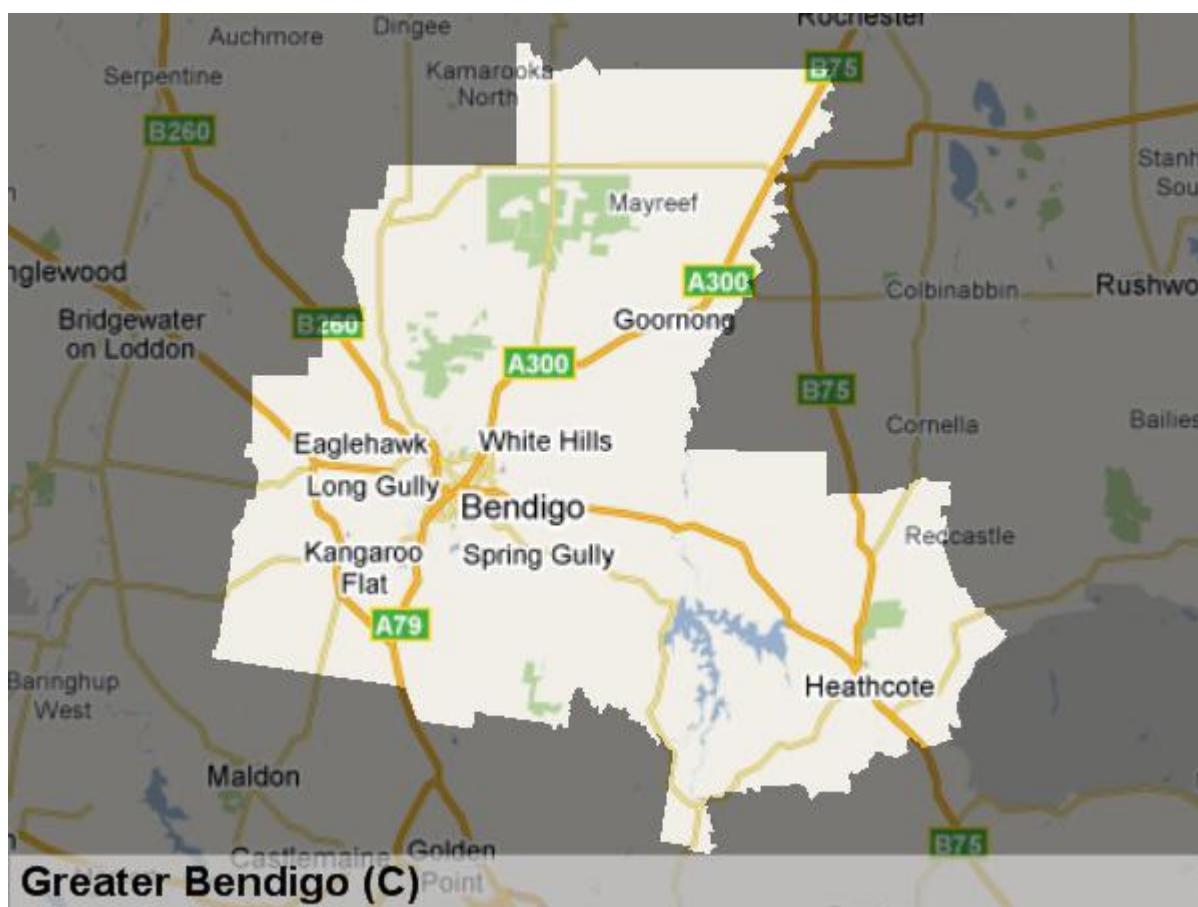 Rochester
Dingee
Auchmore
Serpentine
Kamarooka
North
B75
B260
Stanh
Sou
Mayreef
nglewood
A300
Colbinabbin
Rushwo
Bridgewater
on Loddon
B260
Goornong
A300
B75
Cornella
Bailies
Eaglehawk
White Hills
Long Gully
Bendigo
Redcastle
Kangaroo
Flat
Spring Gully
A79
Baringhup
West
Heathcote
Maldon
B75
Castlemaine
Golden
Point
Greater Bendigo (C)